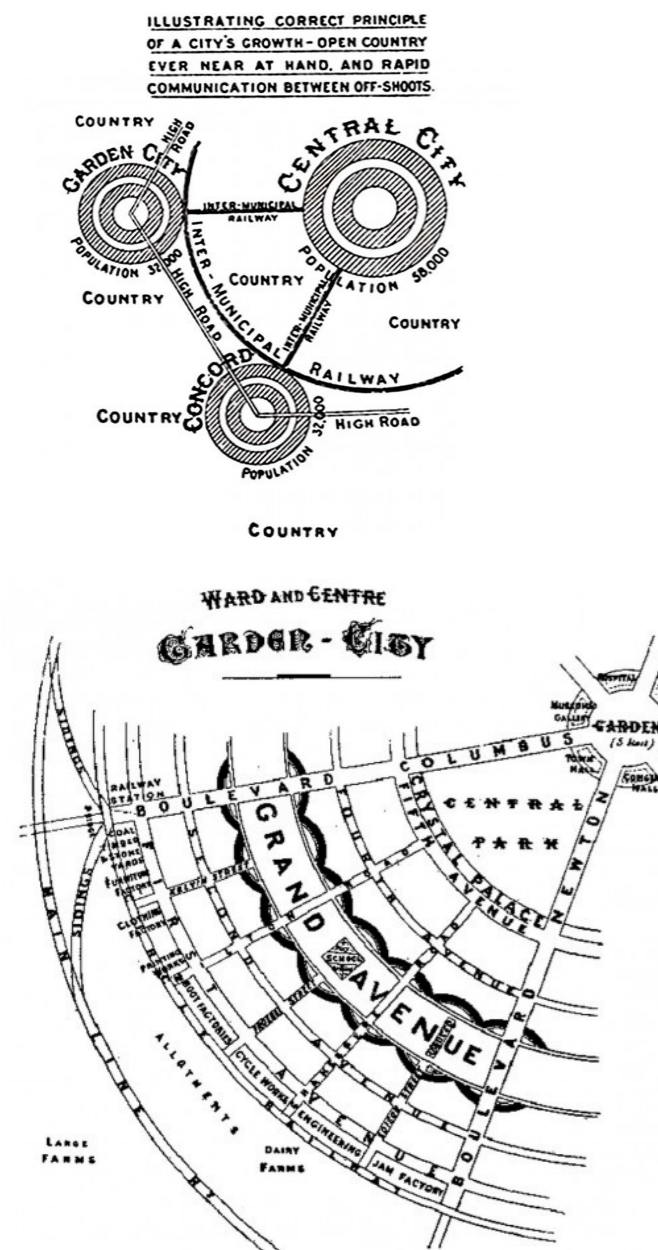 ILLUSTRATING CORRECT PRINCIPLE
OF A CITY'S GROWTH - OPEN COUNTRY
EVER NEAR AT HAND, AND RAPID
COMMUNICATION BETWEEN OFF-SHOOTS.
COUNTRY
HIGH
ROAD
GARDEN CITY
POPULATION 32,000
CENTRAL CITY
POPULATION 58,000
INTER-MUNICIPAL
RAILWAY
COUNTRY
INTER-MUNICIPAL
RAILWAY
INTER-MUNICIPAL RAILWAY
COUNTRY
HIGH ROAD
COUNTRY
COUNTRY
CONCORD
POPULATION 32,000
HIGH ROAD
COUNTRY
WARD AND CENTRE
GARDEN-CITY
HOSPITAL
GALLERY
GARDEN
TOWN
HALL
SIDINGS
RAILWAY
STATION
BOULEVARD COLUMBUS
CENTRAL
PARK
CRYSTAL PALACE
FIFTH AVENUE
BOULEVARD NEWTON
GRAND AVENUE
SCHOOL
STREET
AVENUE
COAL
YARDS
FURNITURE
FACTORY
CLOTHING
FACTORY
PRINTING
BOOT FACTORIES
CYCLE WORKS
ENGINEERING
JAM FACTORY
SIDINGS
MAIN LINE RY
ALLOTMENTS
LARGE
FARMS
DAIRY
FARMS